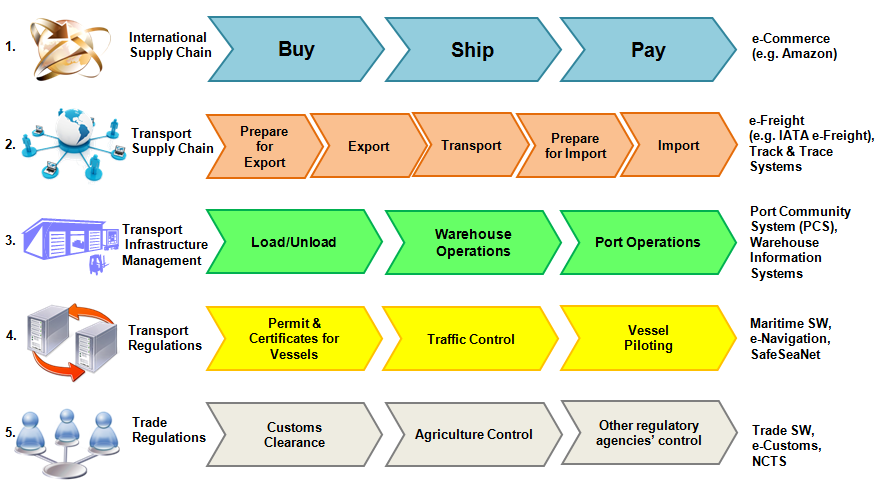 1.
International
Supply Chain
Buy
Ship
Pay
e-Commerce
(e.g. Amazon)
2.
Transport
Supply Chain
Prepare
for
Export
Export
Transport
Prepare
for Import
Import
e-Freight
(e.g. IATA e-Freight),
Track & Trace
Systems
3.
Transport
Infrastructure
Management
Load/Unload
Warehouse
Operations
Port Operations
Port Community
System (PCS),
Warehouse
Information
Systems
4.
Transport
Regulations
Permit &
Certificates for
Vessels
Traffic Control
Vessel
Piloting
Maritime SW,
e-Navigation,
SafeSeaNet
5.
Trade
Regulations
Customs
Clearance
Agriculture Control
Other regulatory
agencies’ control
Trade SW,
e-Customs,
NCTS